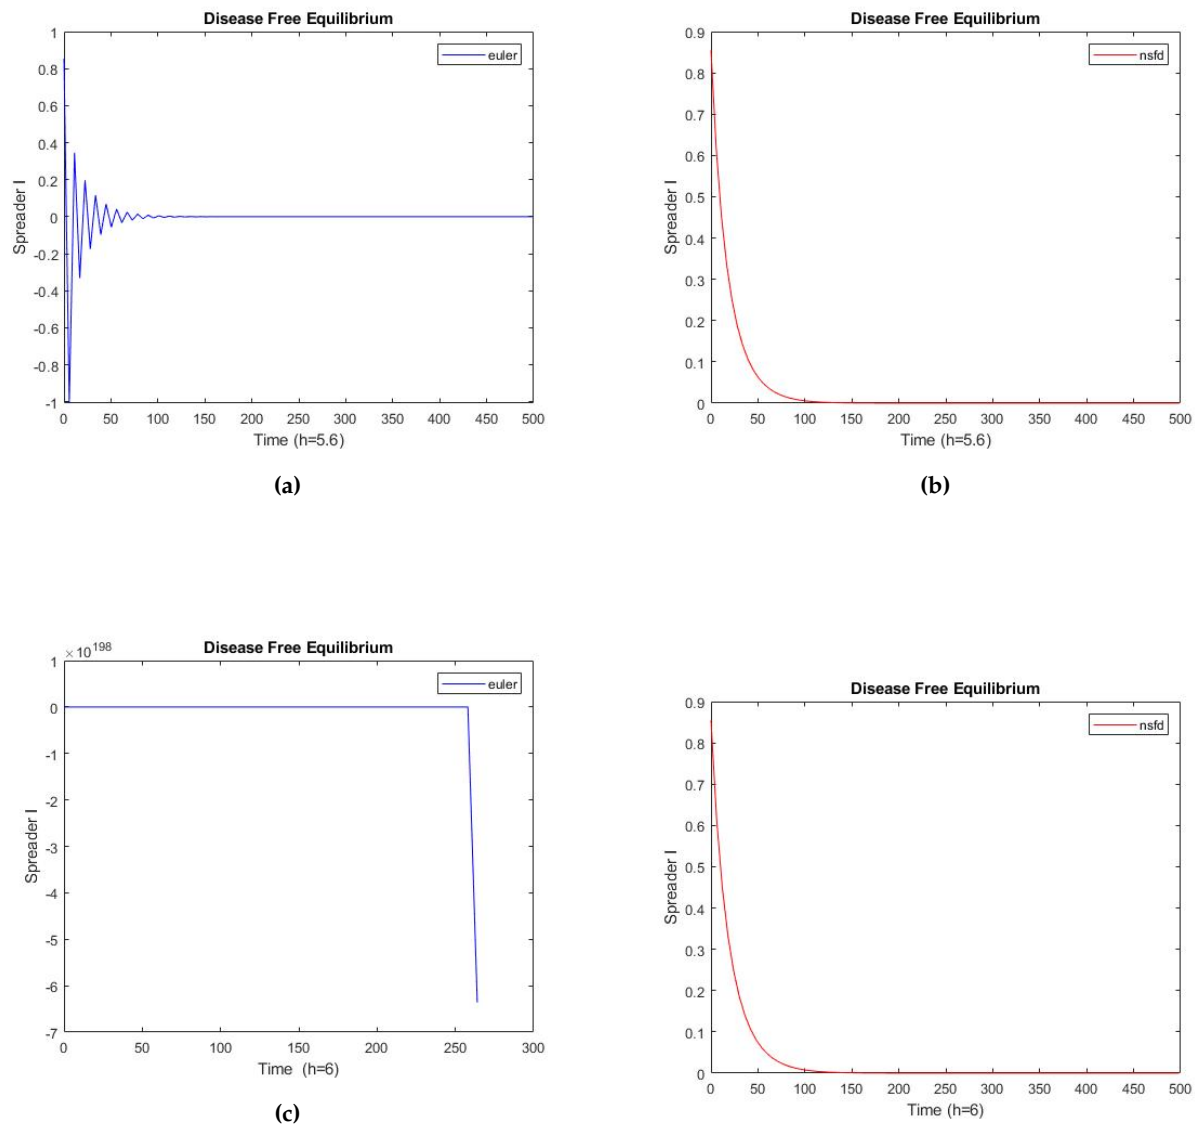 Disease Free Equilibrium
euler
1
0.8
0.6
0.4
0.2
0
-0.2
-0.4
-0.6
-0.8
-1
Spreader I
0 50 100 150 200 250 300 350 400 450 500
Time (h=5.6)
(a)
Disease Free Equilibrium
nsfd
0.9
0.8
0.7
0.6
0.5
0.4
0.3
0.2
0.1
0
Spreader I
0 50 100 150 200 250 300 350 400 450 500
Time (h=5.6)
(b)
Disease Free Equilibrium
×10^198
euler
1
0
-1
-2
-3
-4
-5
-6
-7
Spreader I
0 50 100 150 200 250 300
Time (h=6)
(c)
Disease Free Equilibrium
nsfd
0.9
0.8
0.7
0.6
0.5
0.4
0.3
0.2
0.1
0
Spreader I
0 50 100 150 200 250 300 350 400 450 500
Time (h=6)